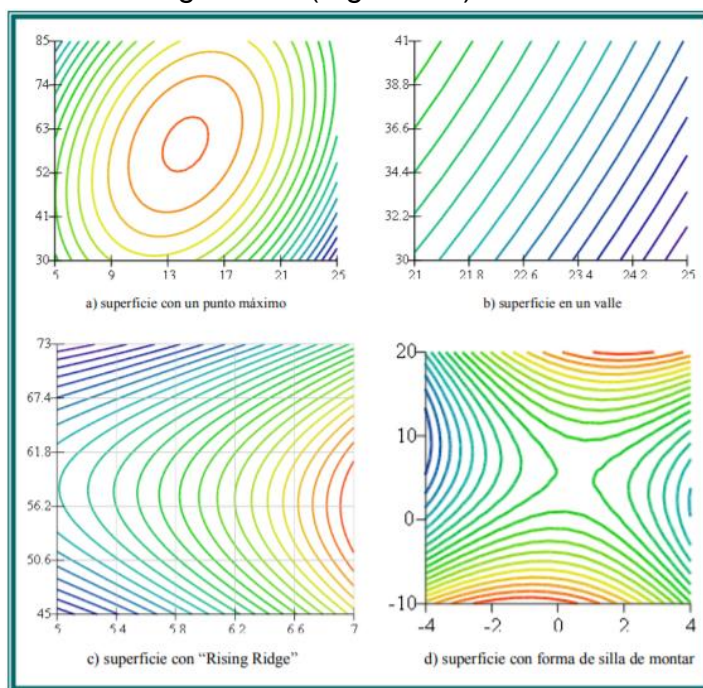 85
74
63
52
41
30
5 9 13 17 21 25
a) superficie con un punto máximo
41
38.8
36.6
34.4
32.2
30
21 21.8 22.6 23.4 24.2 25
b) superficie en un valle
73
67.4
61.8
56.2
50.6
45
5 5.4 5.8 6.2 6.6 7
c) superficie con “Rising Ridge”
20
10
0
-10
-4 -2 0 2 4
d) superficie con forma de silla de montar